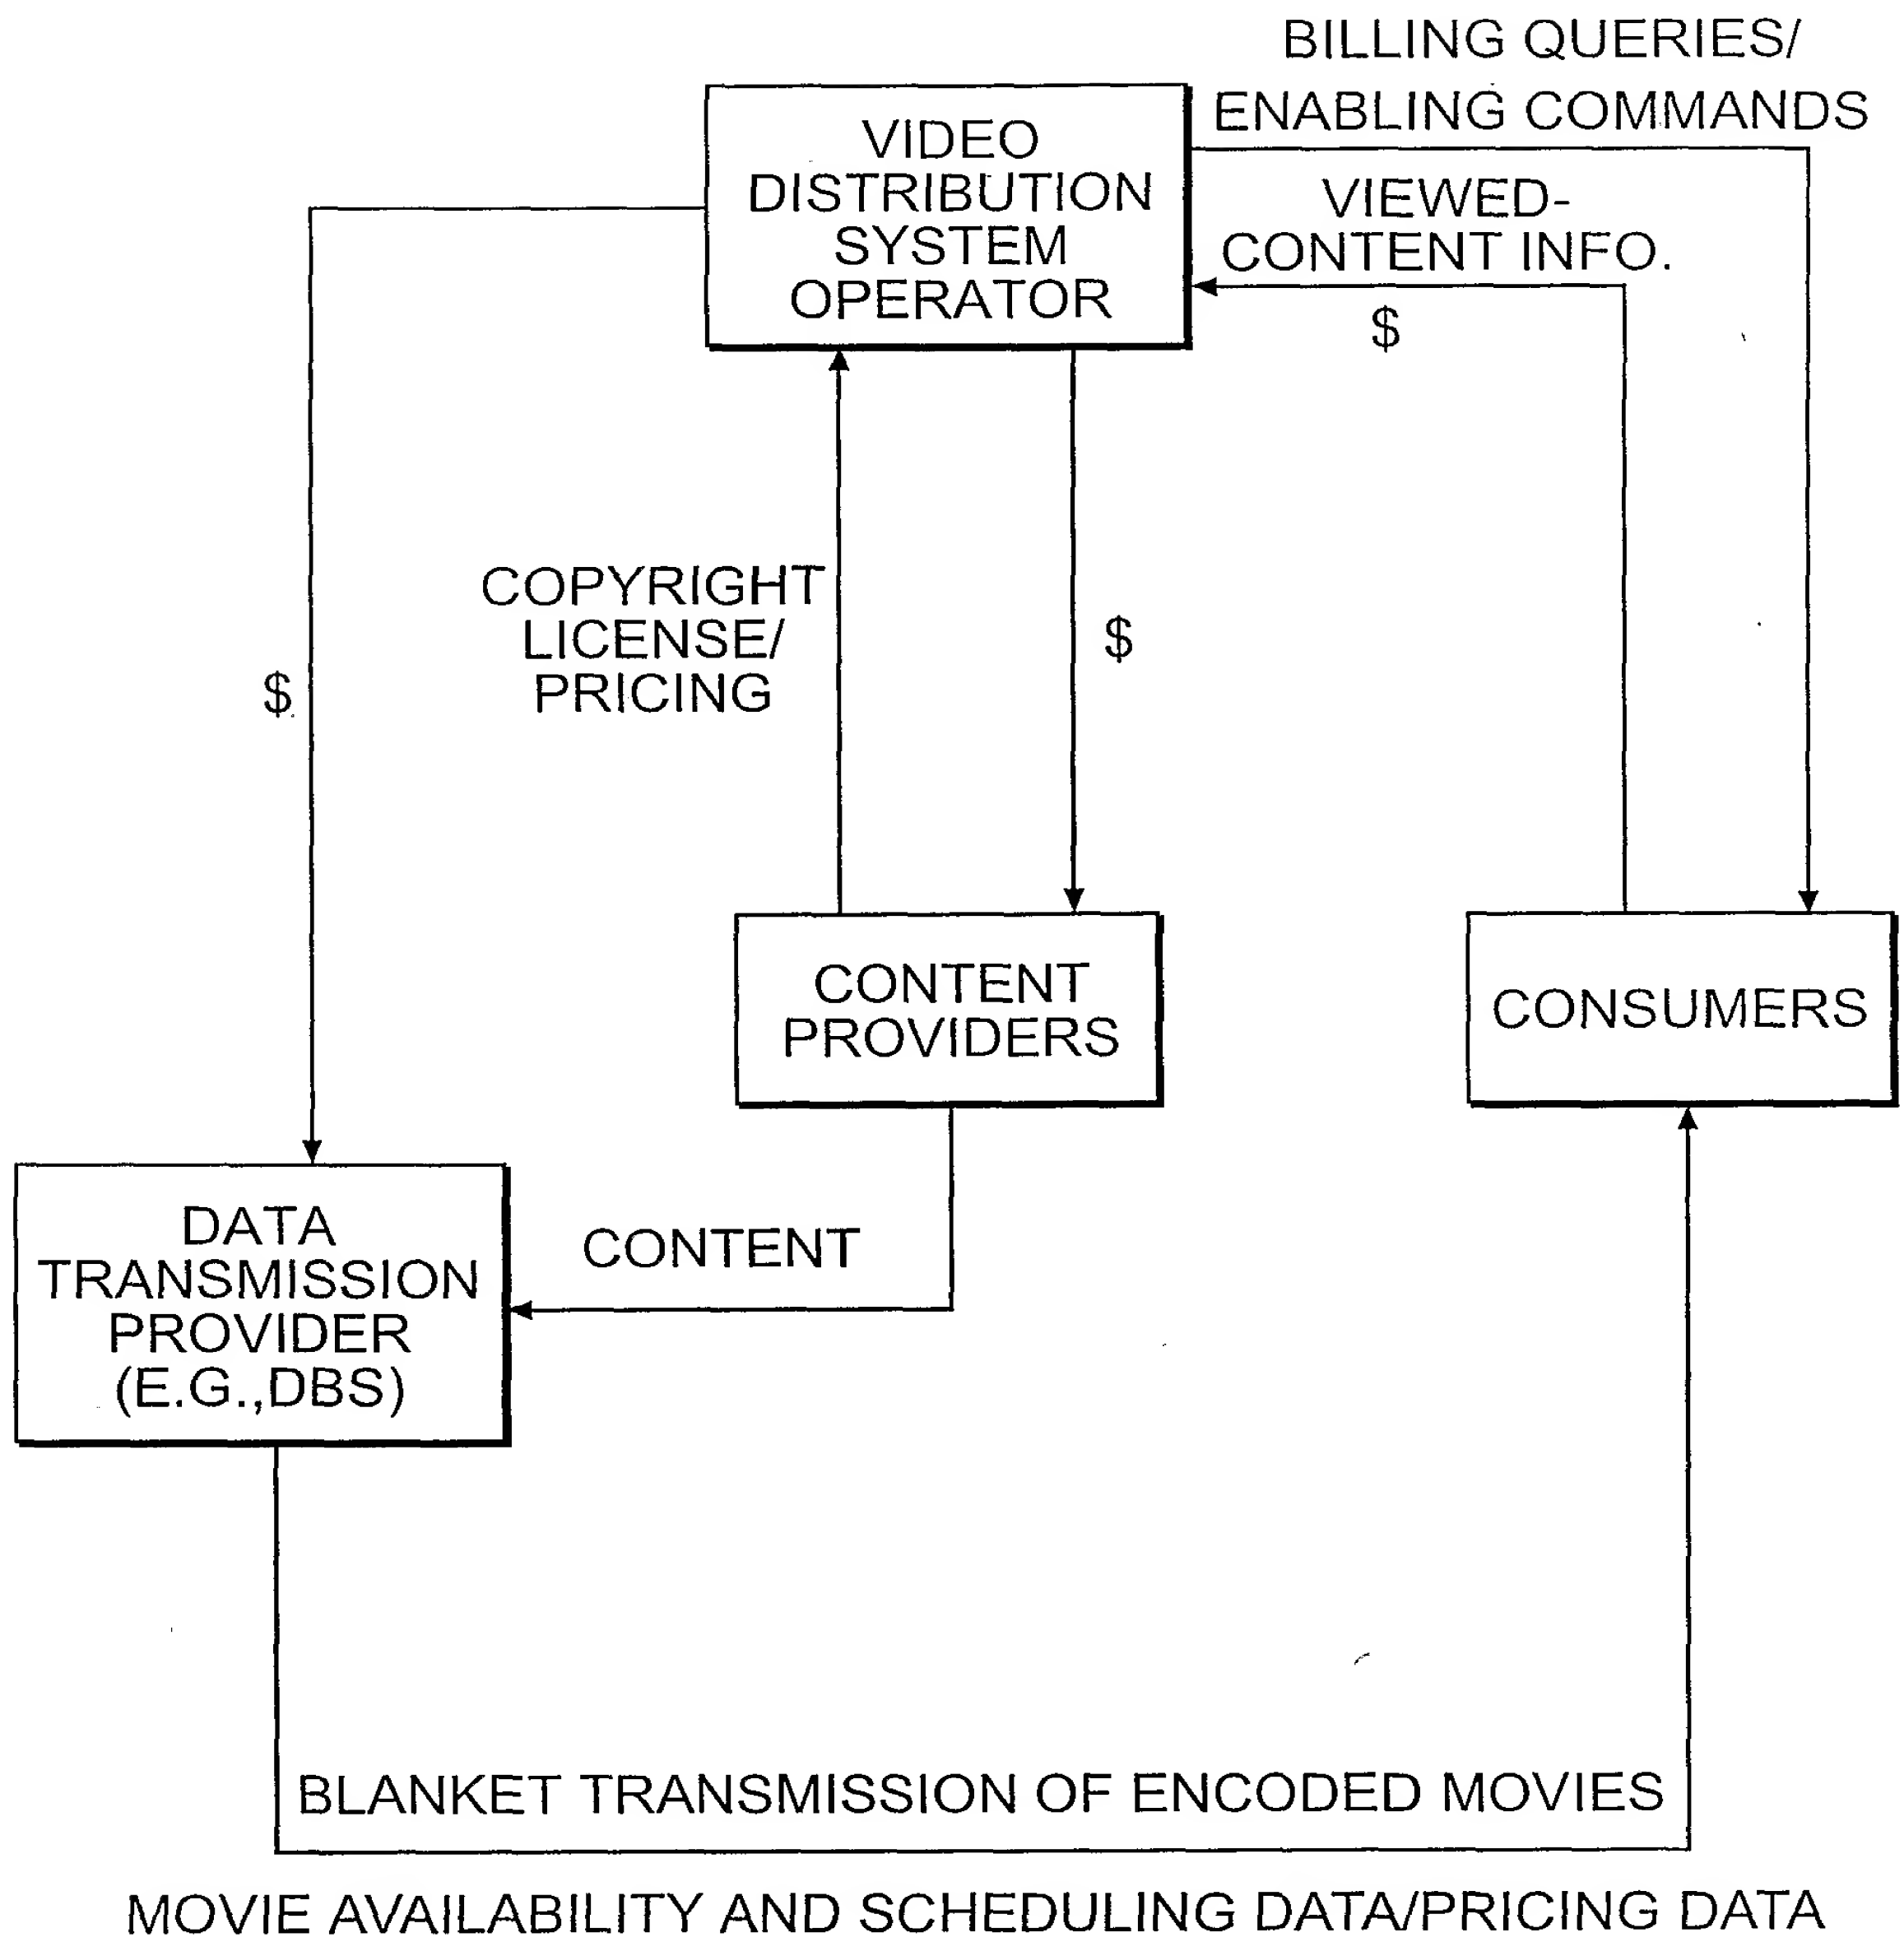 BILLING QUERIES/
ENABLING COMMANDS
VIDEO
DISTRIBUTION
SYSTEM
OPERATOR
VIEWED-
CONTENT INFO.
$
COPYRIGHT
LICENSE/
PRICING
$
$
CONTENT
PROVIDERS
CONSUMERS
DATA
TRANSMISSION
PROVIDER
(E.G.,DBS)
CONTENT
BLANKET TRANSMISSION OF ENCODED MOVIES
MOVIE AVAILABILITY AND SCHEDULING DATA/PRICING DATA